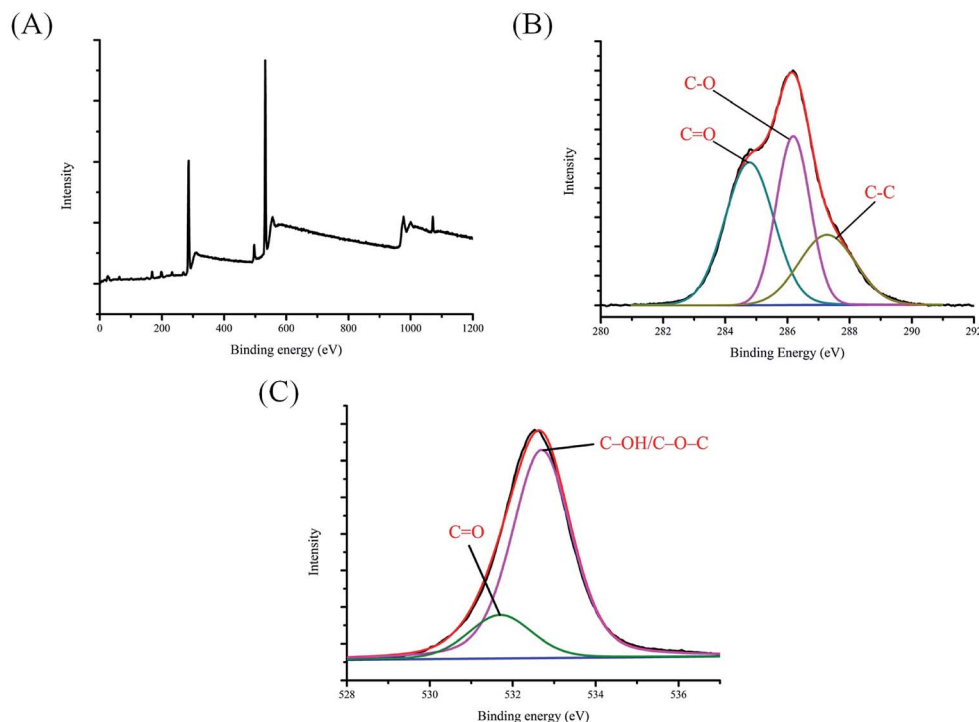 (A)
Intensity
0 200 400 600 800 1000 1200
Binding energy (eV)
(B)
Intensity
C-O
C=O
C-C
280 282 284 286 288 290 292
Binding Energy (eV)
(C)
Intensity
C–OH/C–O–C
C=O
528 530 532 534 536
Binding energy (eV)